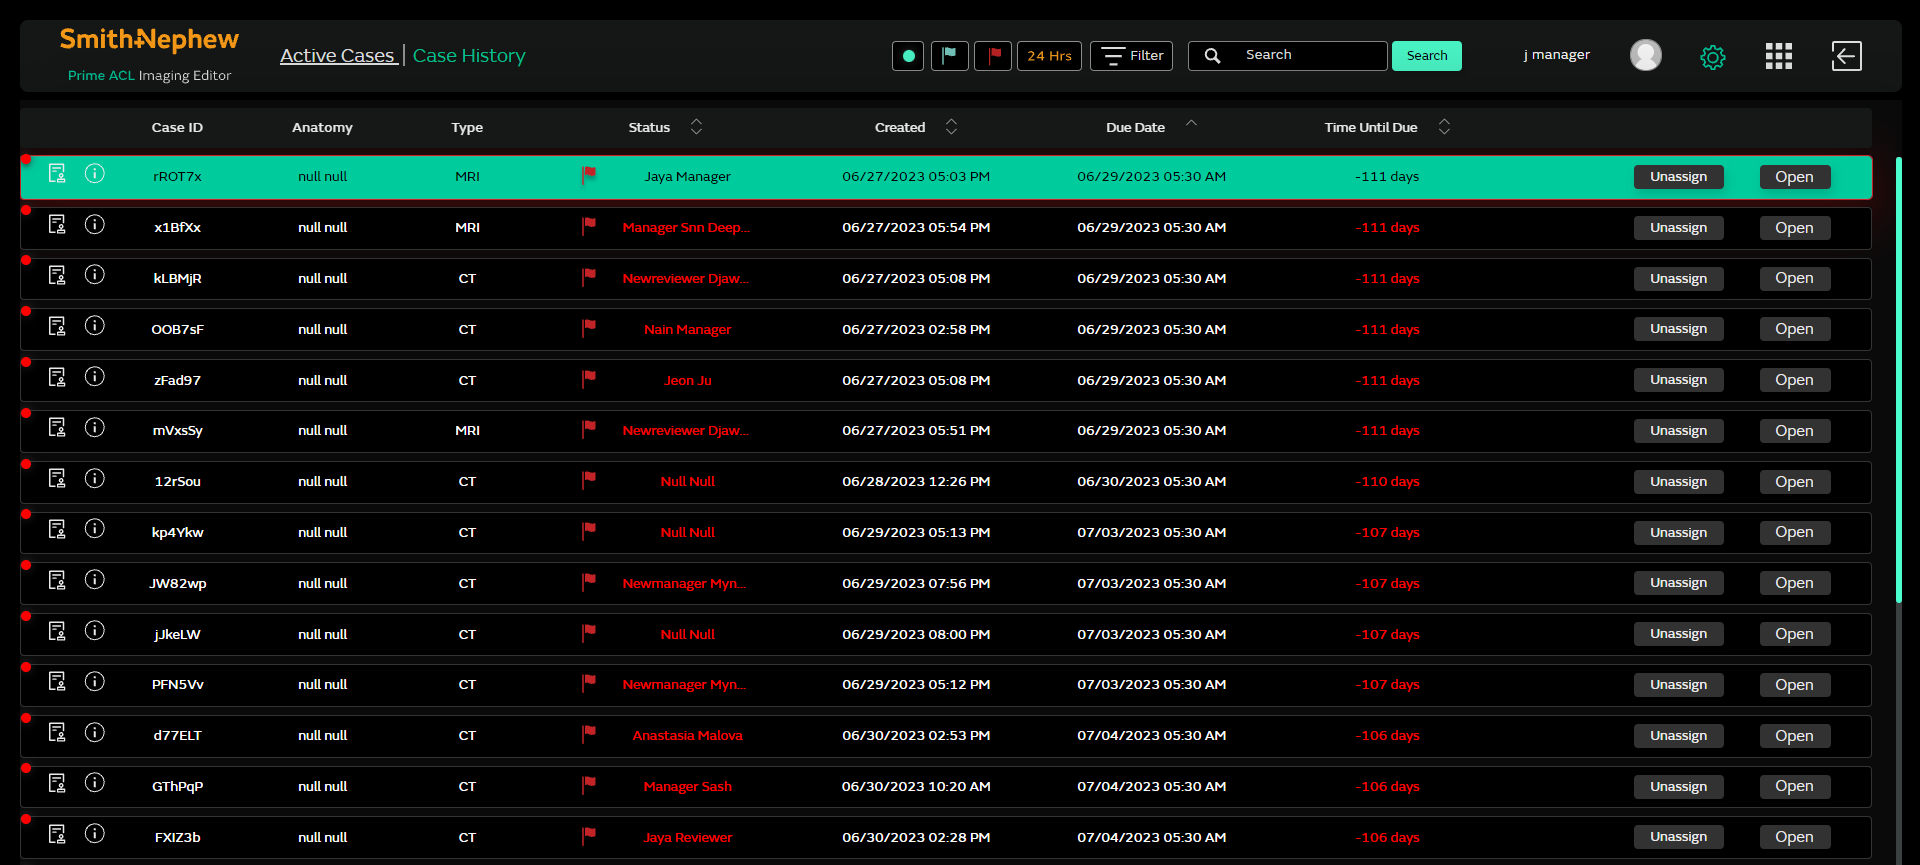 Smith+Nephew
Prime ACL Imaging Editor
Active Cases | Case History
24 Hrs Filter Search Search j manager
Case ID Anatomy Type Status Created Due Date Time Until Due
rROT7x null null MRI Jaya Manager 06/27/2023 05:03 PM 06/29/2023 05:30 AM -111 days Unassign Open
x1BfXx null null MRI Manager Snn Deep... 06/27/2023 05:54 PM 06/29/2023 05:30 AM -111 days Unassign Open
kLBMjR null null CT Newreviewer Djaw... 06/27/2023 05:08 PM 06/29/2023 05:30 AM -111 days Unassign Open
OOB7sF null null CT Nain Manager 06/27/2023 02:58 PM 06/29/2023 05:30 AM -111 days Unassign Open
zFad97 null null CT Jeon Ju 06/27/2023 05:08 PM 06/29/2023 05:30 AM -111 days Unassign Open
mVxsSy null null MRI Newreviewer Djaw... 06/27/2023 05:51 PM 06/29/2023 05:30 AM -111 days Unassign Open
12rSou null null CT Null Null 06/28/2023 12:26 PM 06/30/2023 05:30 AM -110 days Unassign Open
kp4Ykw null null CT Null Null 06/29/2023 05:13 PM 07/03/2023 05:30 AM -107 days Unassign Open
JW82wp null null CT Newmanager Myn... 06/29/2023 07:56 PM 07/03/2023 05:30 AM -107 days Unassign Open
jJkeLW null null CT Null Null 06/29/2023 08:00 PM 07/03/2023 05:30 AM -107 days Unassign Open
PFN5Vv null null CT Newmanager Myn... 06/29/2023 05:12 PM 07/03/2023 05:30 AM -107 days Unassign Open
d77ELT null null CT Anastasia Malova 06/30/2023 02:53 PM 07/04/2023 05:30 AM -106 days Unassign Open
GThPqP null null CT Manager Sash 06/30/2023 10:20 AM 07/04/2023 05:30 AM -106 days Unassign Open
FXIZ3b null null CT Jaya Reviewer 06/30/2023 02:28 PM 07/04/2023 05:30 AM -106 days Unassign Open